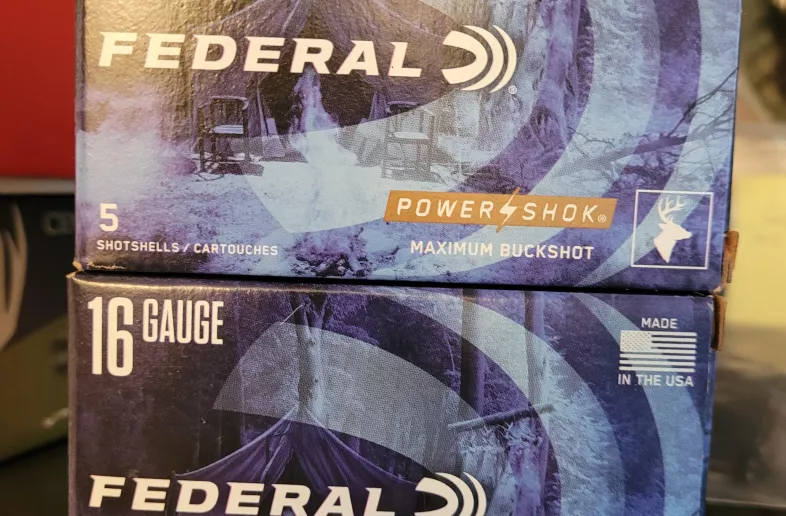 FEDERAL
®
POWER SHOK®
5
SHOTSHELLS / CARTOUCHES
MAXIMUM BUCKSHOT
16 GAUGE
MADE
IN THE USA
FEDERAL